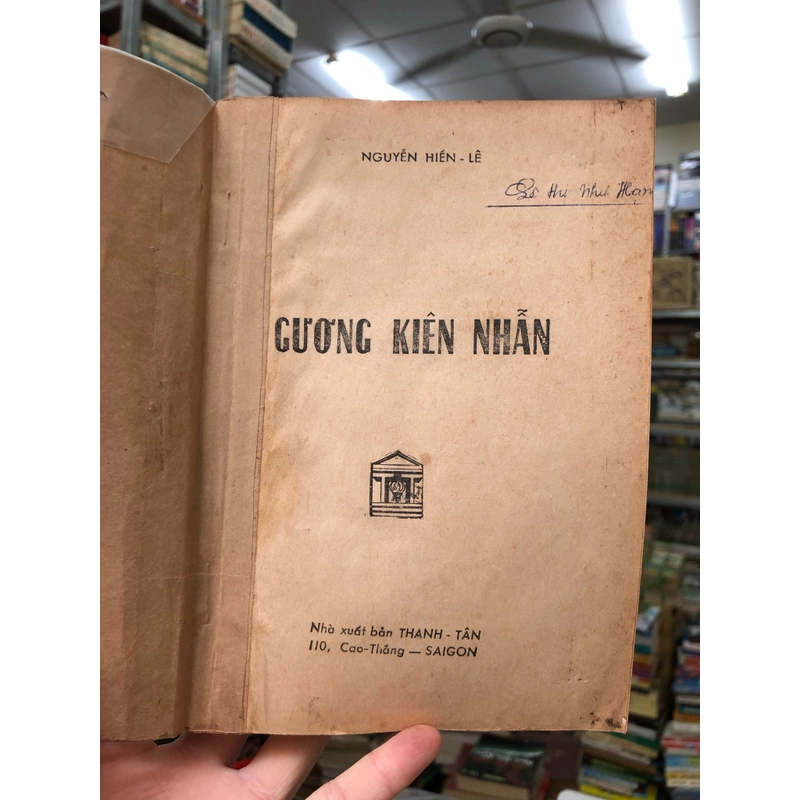 NGUYỄN HIẾN - LÊ
GƯƠNG KIÊN NHẪN
Nhà xuất bản THANH - TÂN
110, Cao-Thắng — SAIGON